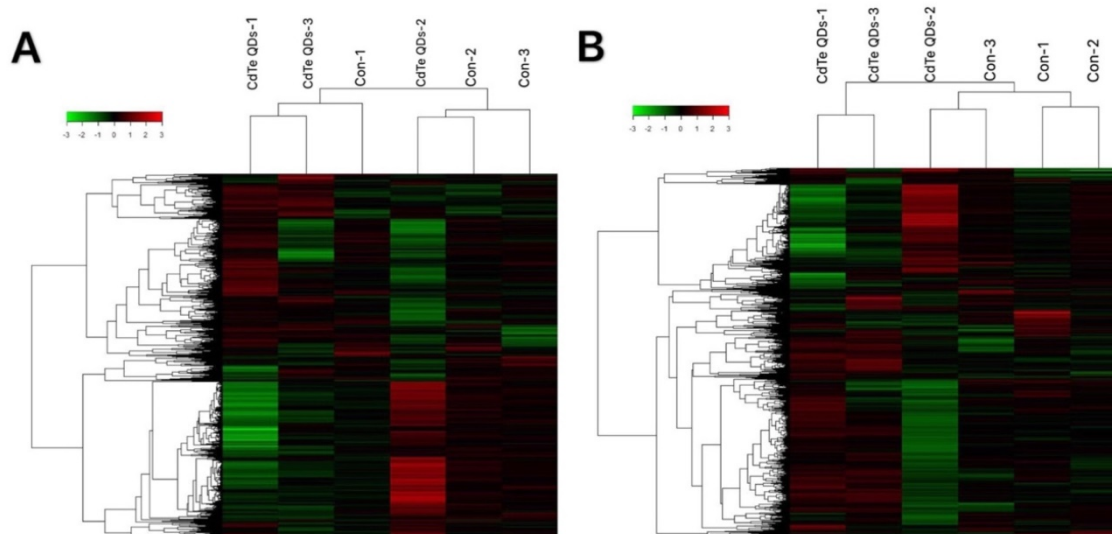 A
CdTe QDs-1
CdTe QDs-3
Con-1
CdTe QDs-2
Con-2
Con-3
-3 -2 -1 0 1 2 3
B
CdTe QDs-1
CdTe QDs-3
CdTe QDs-2
Con-3
Con-1
Con-2
-3 -2 -1 0 1 2 3